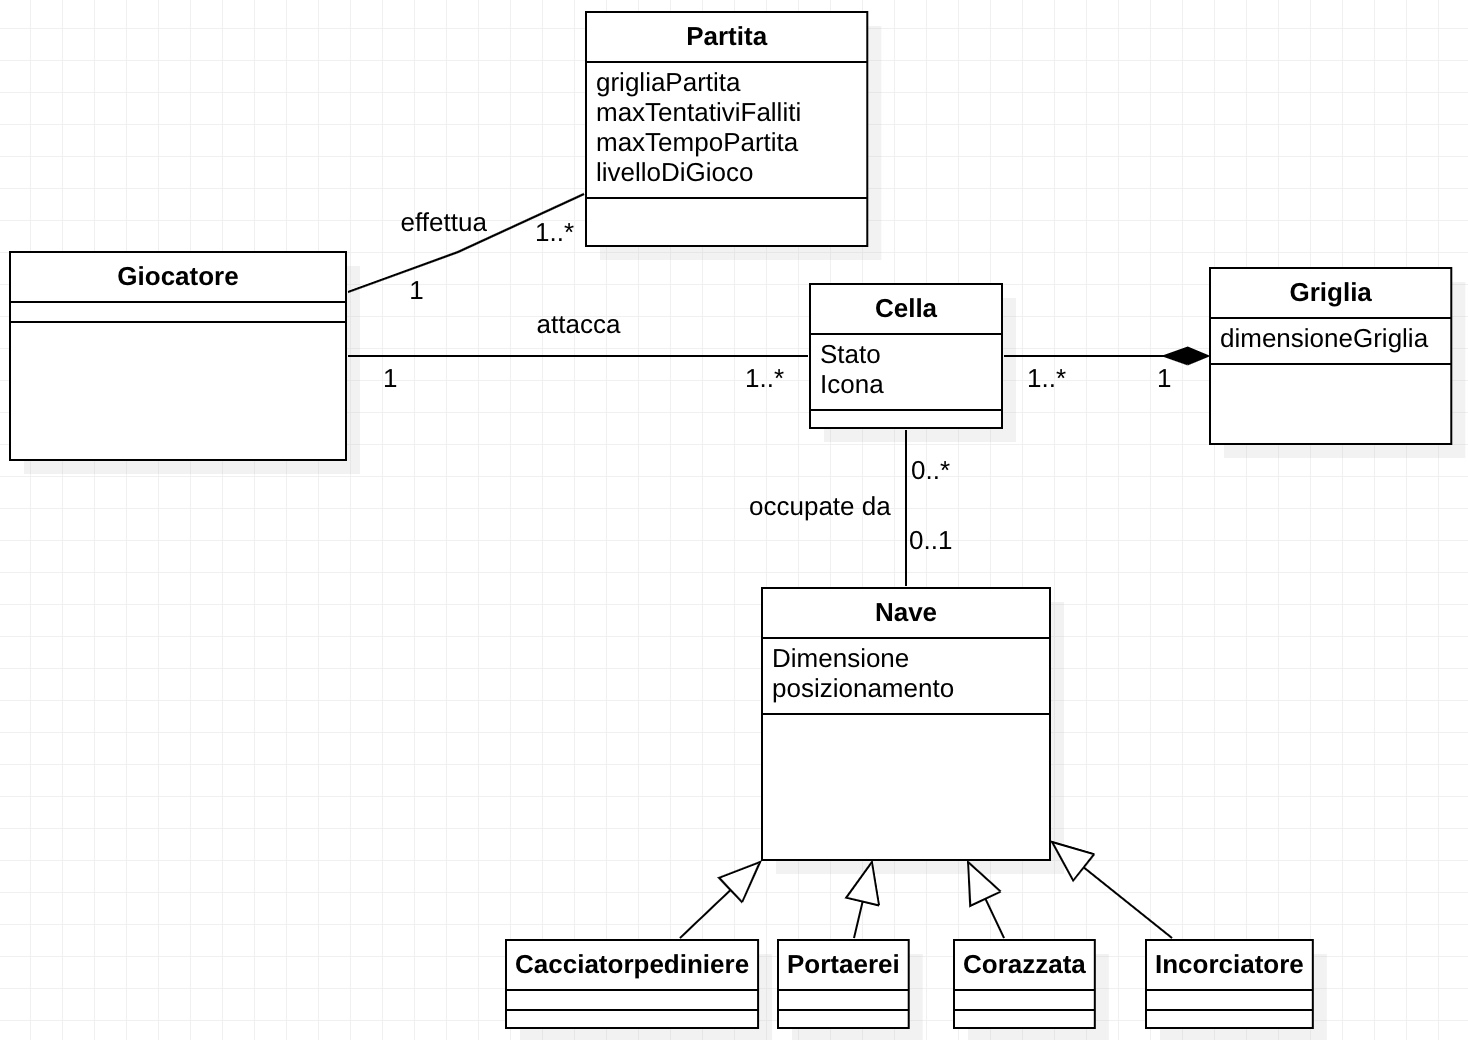 Partita
grigliaPartita
maxTentativiFalliti
maxTempoPartita
livelloDiGioco
effettua
1..*
1
Giocatore
attacca
1
1..*
Cella
Stato
Icona
1..*
1
Griglia
dimensioneGriglia
0..*
occupate da
0..1
Nave
Dimensione
posizionamento
Cacciatorpediniere
Portaerei
Corazzata
Incorciatore